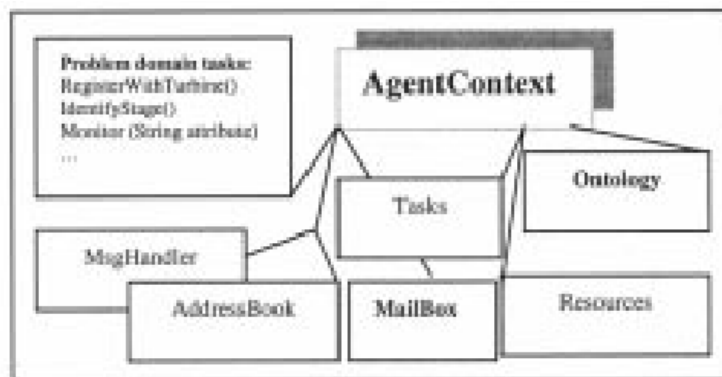 Problem domain tasks:
RegisterWithTurbine()
IdentifyStage()
Monitor (String attribute)
...
AgentContext
Ontology
Tasks
MsgHandler
AddressBook
MailBox
Resources